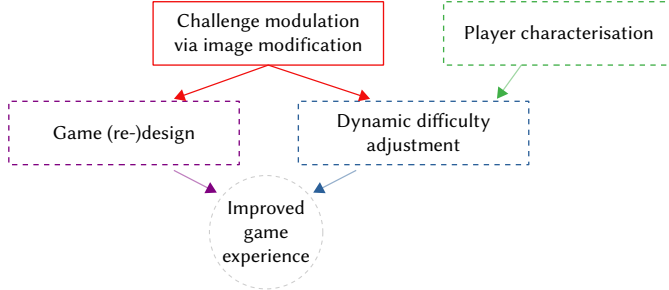 Challenge modulation
via image modification
Player characterisation
Game (re-)design
Dynamic difficulty
adjustment
Improved
game
experience